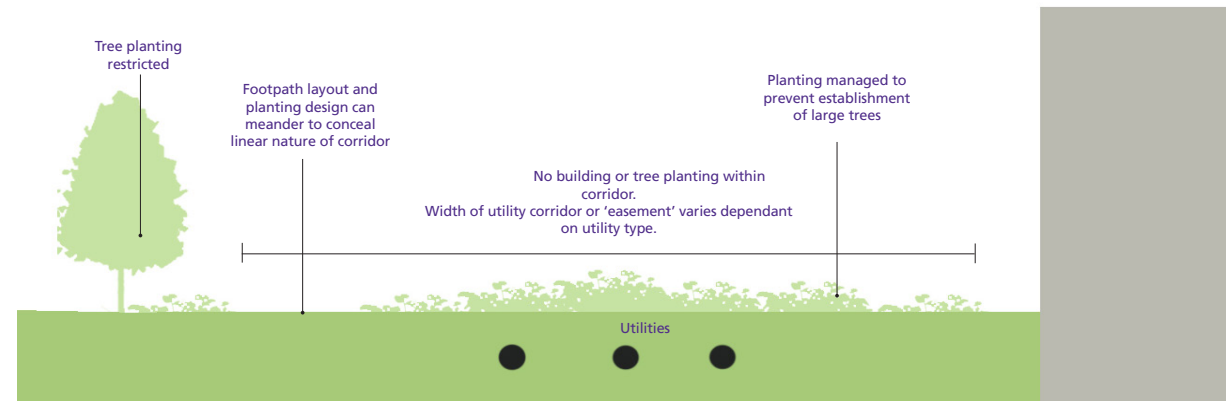 Tree planting
restricted
Footpath layout and
planting design can
meander to conceal
linear nature of corridor
Planting managed to
prevent establishment
of large trees
No building or tree planting within
corridor.
Width of utility corridor or ‘easement’ varies dependant
on utility type.
Utilities